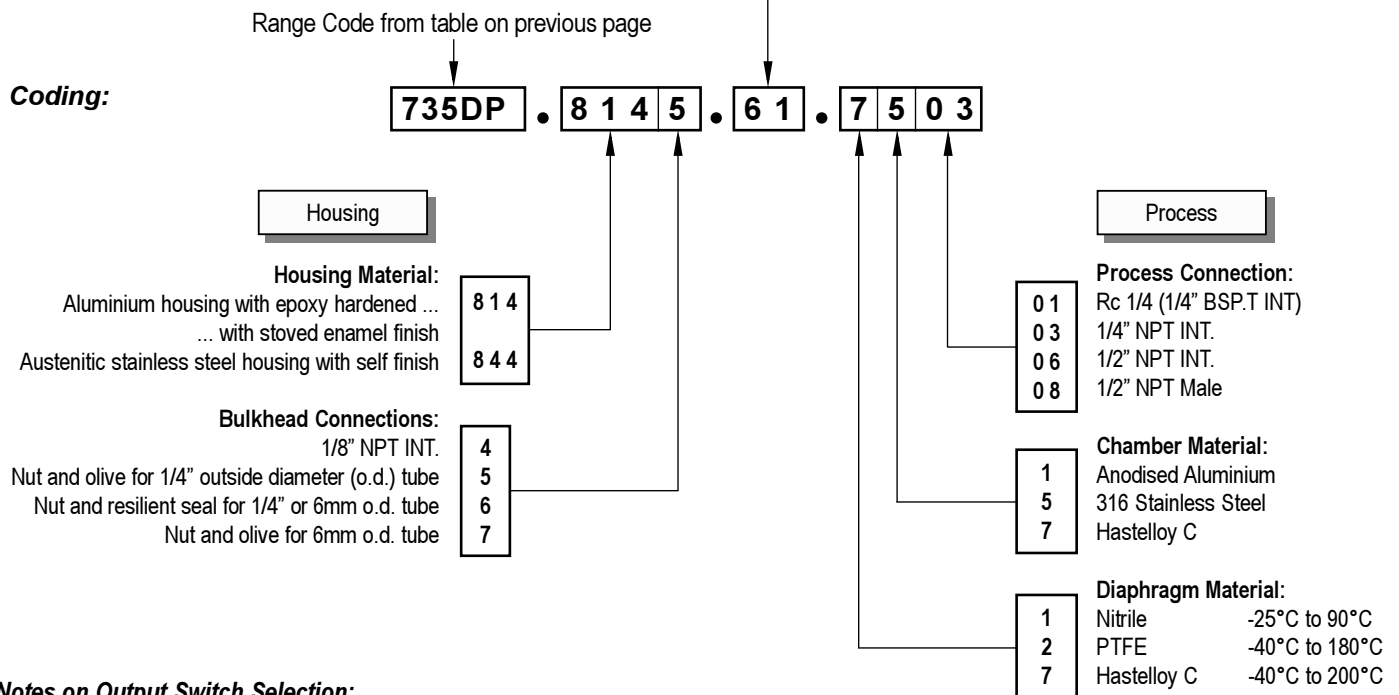 Range Code from table on previous page
Coding:
735DP . 8 1 4 5 . 6 1 . 7 5 0 3
Housing
Housing Material:
Aluminium housing with epoxy hardened ... 8 1 4
... with stoved enamel finish
Austenitic stainless steel housing with self finish 8 4 4
Bulkhead Connections:
1/8” NPT INT. 4
Nut and olive for 1/4” outside diameter (o.d.) tube 5
Nut and resilient seal for 1/4” or 6mm o.d. tube 6
Nut and olive for 6mm o.d. tube 7
Process
Process Connection:
0 1 Rc 1/4 (1/4” BSP.T INT)
0 3 1/4” NPT INT.
0 6 1/2” NPT INT.
0 8 1/2” NPT Male
Chamber Material:
1 Anodised Aluminium
5 316 Stainless Steel
7 Hastelloy C
Diaphragm Material:
1 Nitrile -25°C to 90°C
2 PTFE -40°C to 180°C
7 Hastelloy C -40°C to 200°C
Notes on Output Switch Selection: